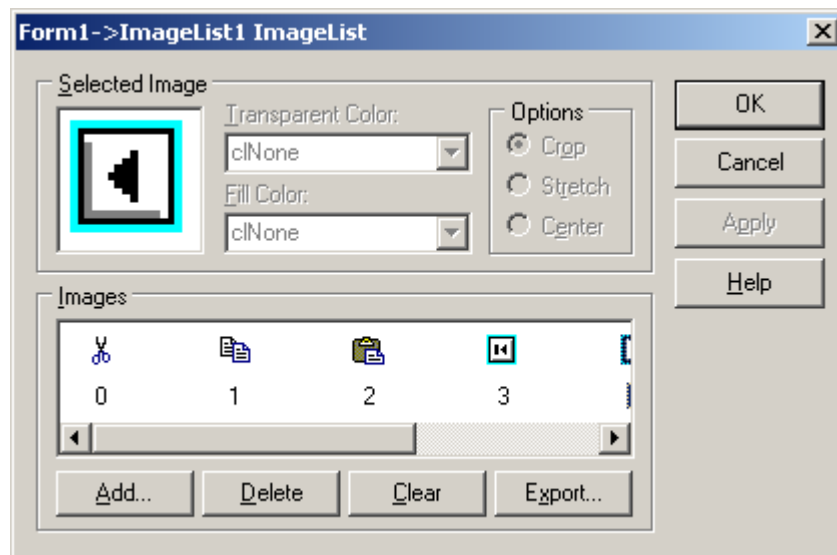 Form1->ImageList1 ImageList
Selected Image
Transparent Color:
clNone
Fill Color:
clNone
Options
Crop
Stretch
Center
OK
Cancel
Apply
Help
Images
0 1 2 3
Add... Delete Clear Export...